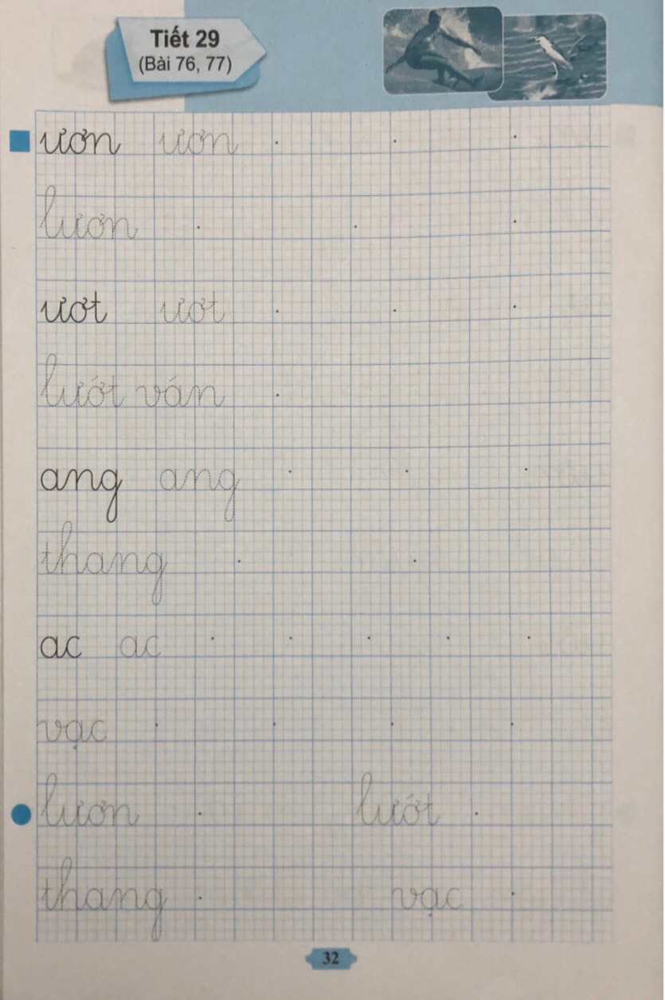 Tiết 29
(Bài 76, 77)
ươn ươn
lươn
ươt ươt
lướt ván
ang ang
thang
ac ac
vạc
lươn lướt
thang vạc
32